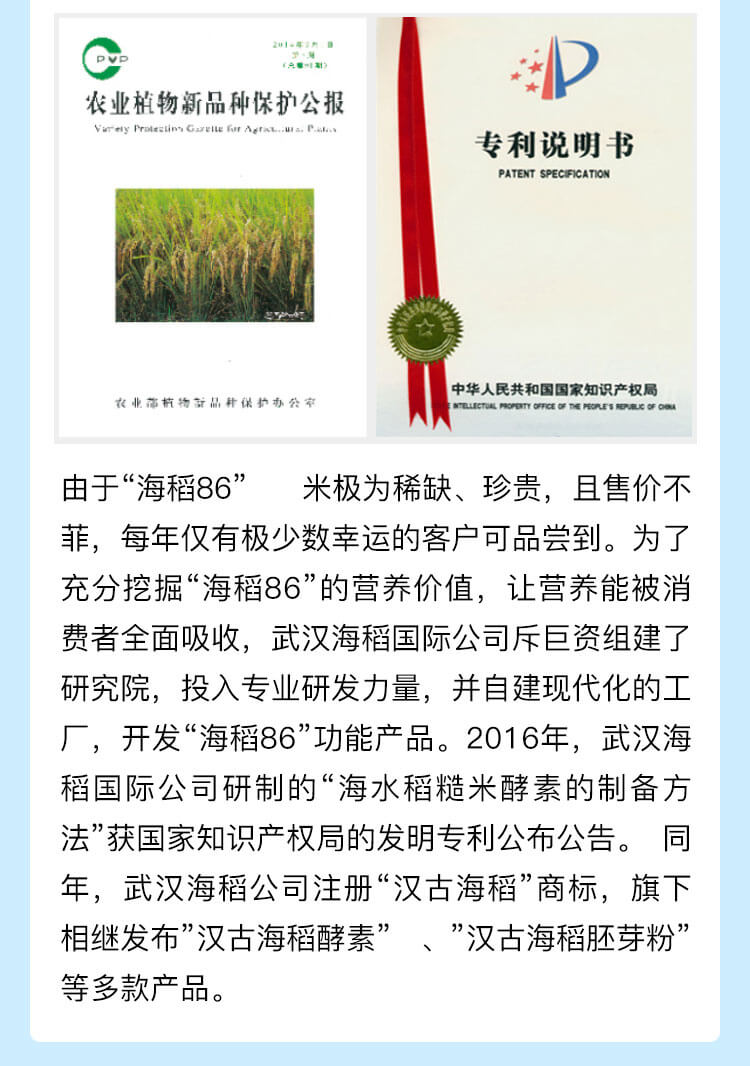 CPVP
农业植物新品种保护公报
Variety Protection Gazette for Agricultural Plants
农业部植物新品种保护办公室
专利说明书
PATENT SPECIFICATION
中华人民共和国国家知识产权局
INTELLECTUAL PROPERTY OFFICE OF THE PEOPLE'S REPUBLIC OF CHINA
由于“海稻86” 米极为稀缺、珍贵，且售价不
菲，每年仅有极少数幸运的客户可品尝到。为了
充分挖掘“海稻86”的营养价值，让营养能被消
费者全面吸收，武汉海稻国际公司斥巨资组建了
研究院，投入专业研发力量，并自建现代化的工
厂，开发“海稻86”功能产品。2016年，武汉海
稻国际公司研制的“海水稻糙米酵素的制备方
法”获国家知识产权局的发明专利公布公告。 同
年，武汉海稻公司注册“汉古海稻”商标，旗下
相继发布”汉古海稻酵素” 、”汉古海稻胚芽粉”
等多款产品。